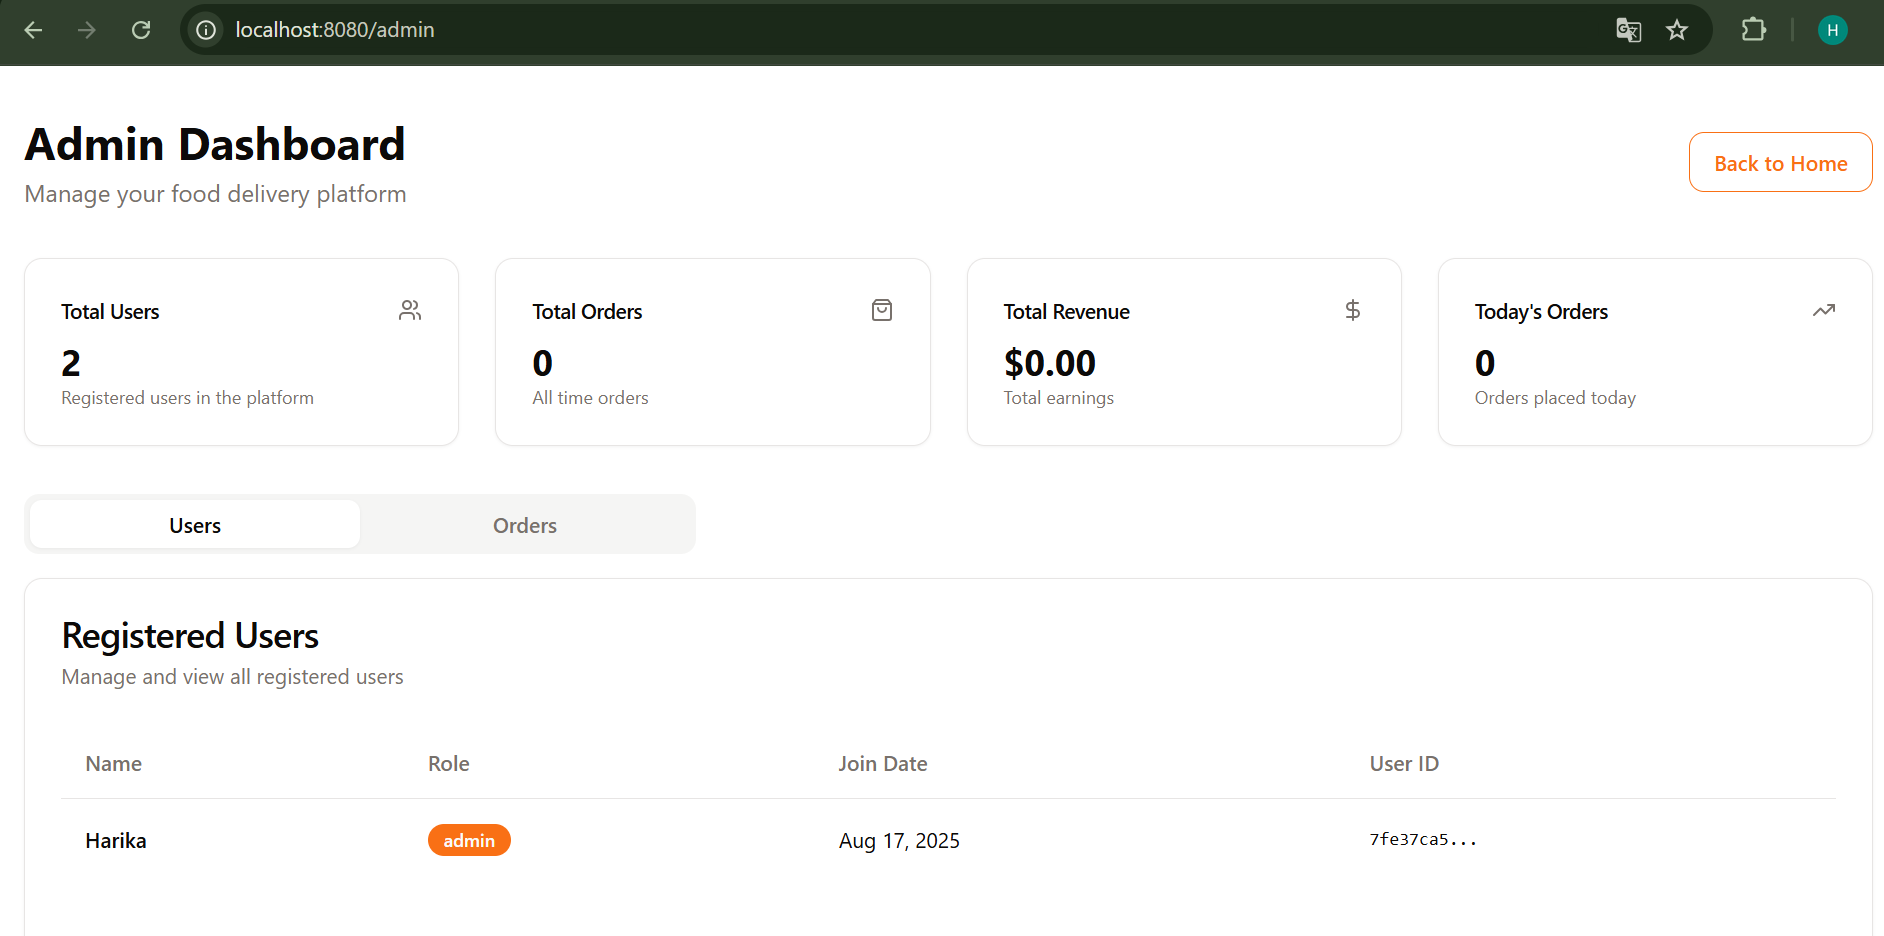 localhost:8080/admin
H
Admin Dashboard
Manage your food delivery platform
Back to Home
Total Users
2
Registered users in the platform
Total Orders
0
All time orders
Total Revenue
$0.00
Total earnings
Today's Orders
0
Orders placed today
Users Orders
Registered Users
Manage and view all registered users
Name Role Join Date User ID
Harika admin Aug 17, 2025 7fe37ca5...